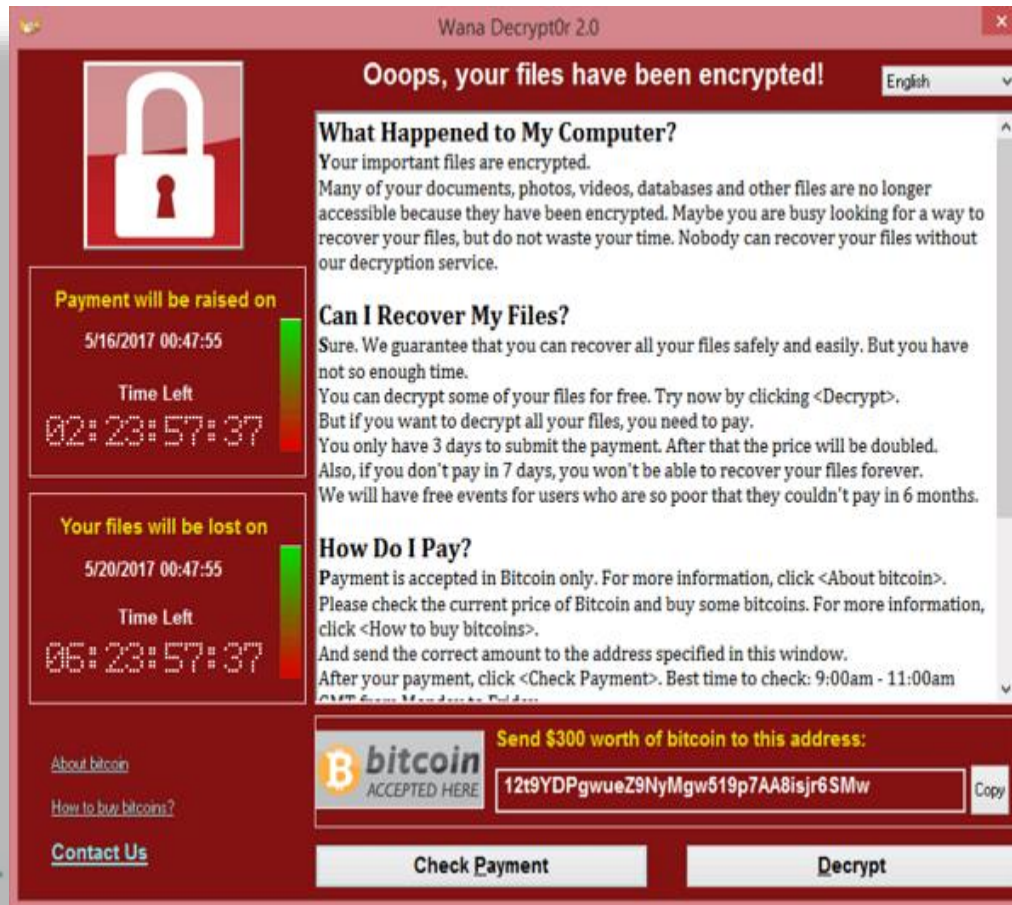 Wana Decrypt0r 2.0
Ooops, your files have been encrypted!
English
What Happened to My Computer?
Your important files are encrypted.
Many of your documents, photos, videos, databases and other files are no longer
accessible because they have been encrypted. Maybe you are busy looking for a way to
recover your files, but do not waste your time. Nobody can recover your files without
our decryption service.
Can I Recover My Files?
Sure. We guarantee that you can recover all your files safely and easily. But you have
not so enough time.
You can decrypt some of your files for free. Try now by clicking <Decrypt>.
But if you want to decrypt all your files, you need to pay.
You only have 3 days to submit the payment. After that the price will be doubled.
Also, if you don't pay in 7 days, you won't be able to recover your files forever.
We will have free events for users who are so poor that they couldn't pay in 6 months.
How Do I Pay?
Payment is accepted in Bitcoin only. For more information, click <About bitcoin>.
Please check the current price of Bitcoin and buy some bitcoins. For more information,
click <How to buy bitcoins>.
And send the correct amount to the address specified in this window.
After your payment, click <Check Payment>. Best time to check: 9:00am - 11:00am
GMT from Monday to Friday
Payment will be raised on
5/16/2017 00:47:55
Time Left
02:23:57:37
Your files will be lost on
5/20/2017 00:47:55
Time Left
06:23:57:37
About bitcoin
How to buy bitcoins?
Contact Us
bitcoin
ACCEPTED HERE
Send $300 worth of bitcoin to this address:
12t9YDPgwueZ9NyMgw519p7AA8isjr6SMw
Copy
Check Payment
Decrypt